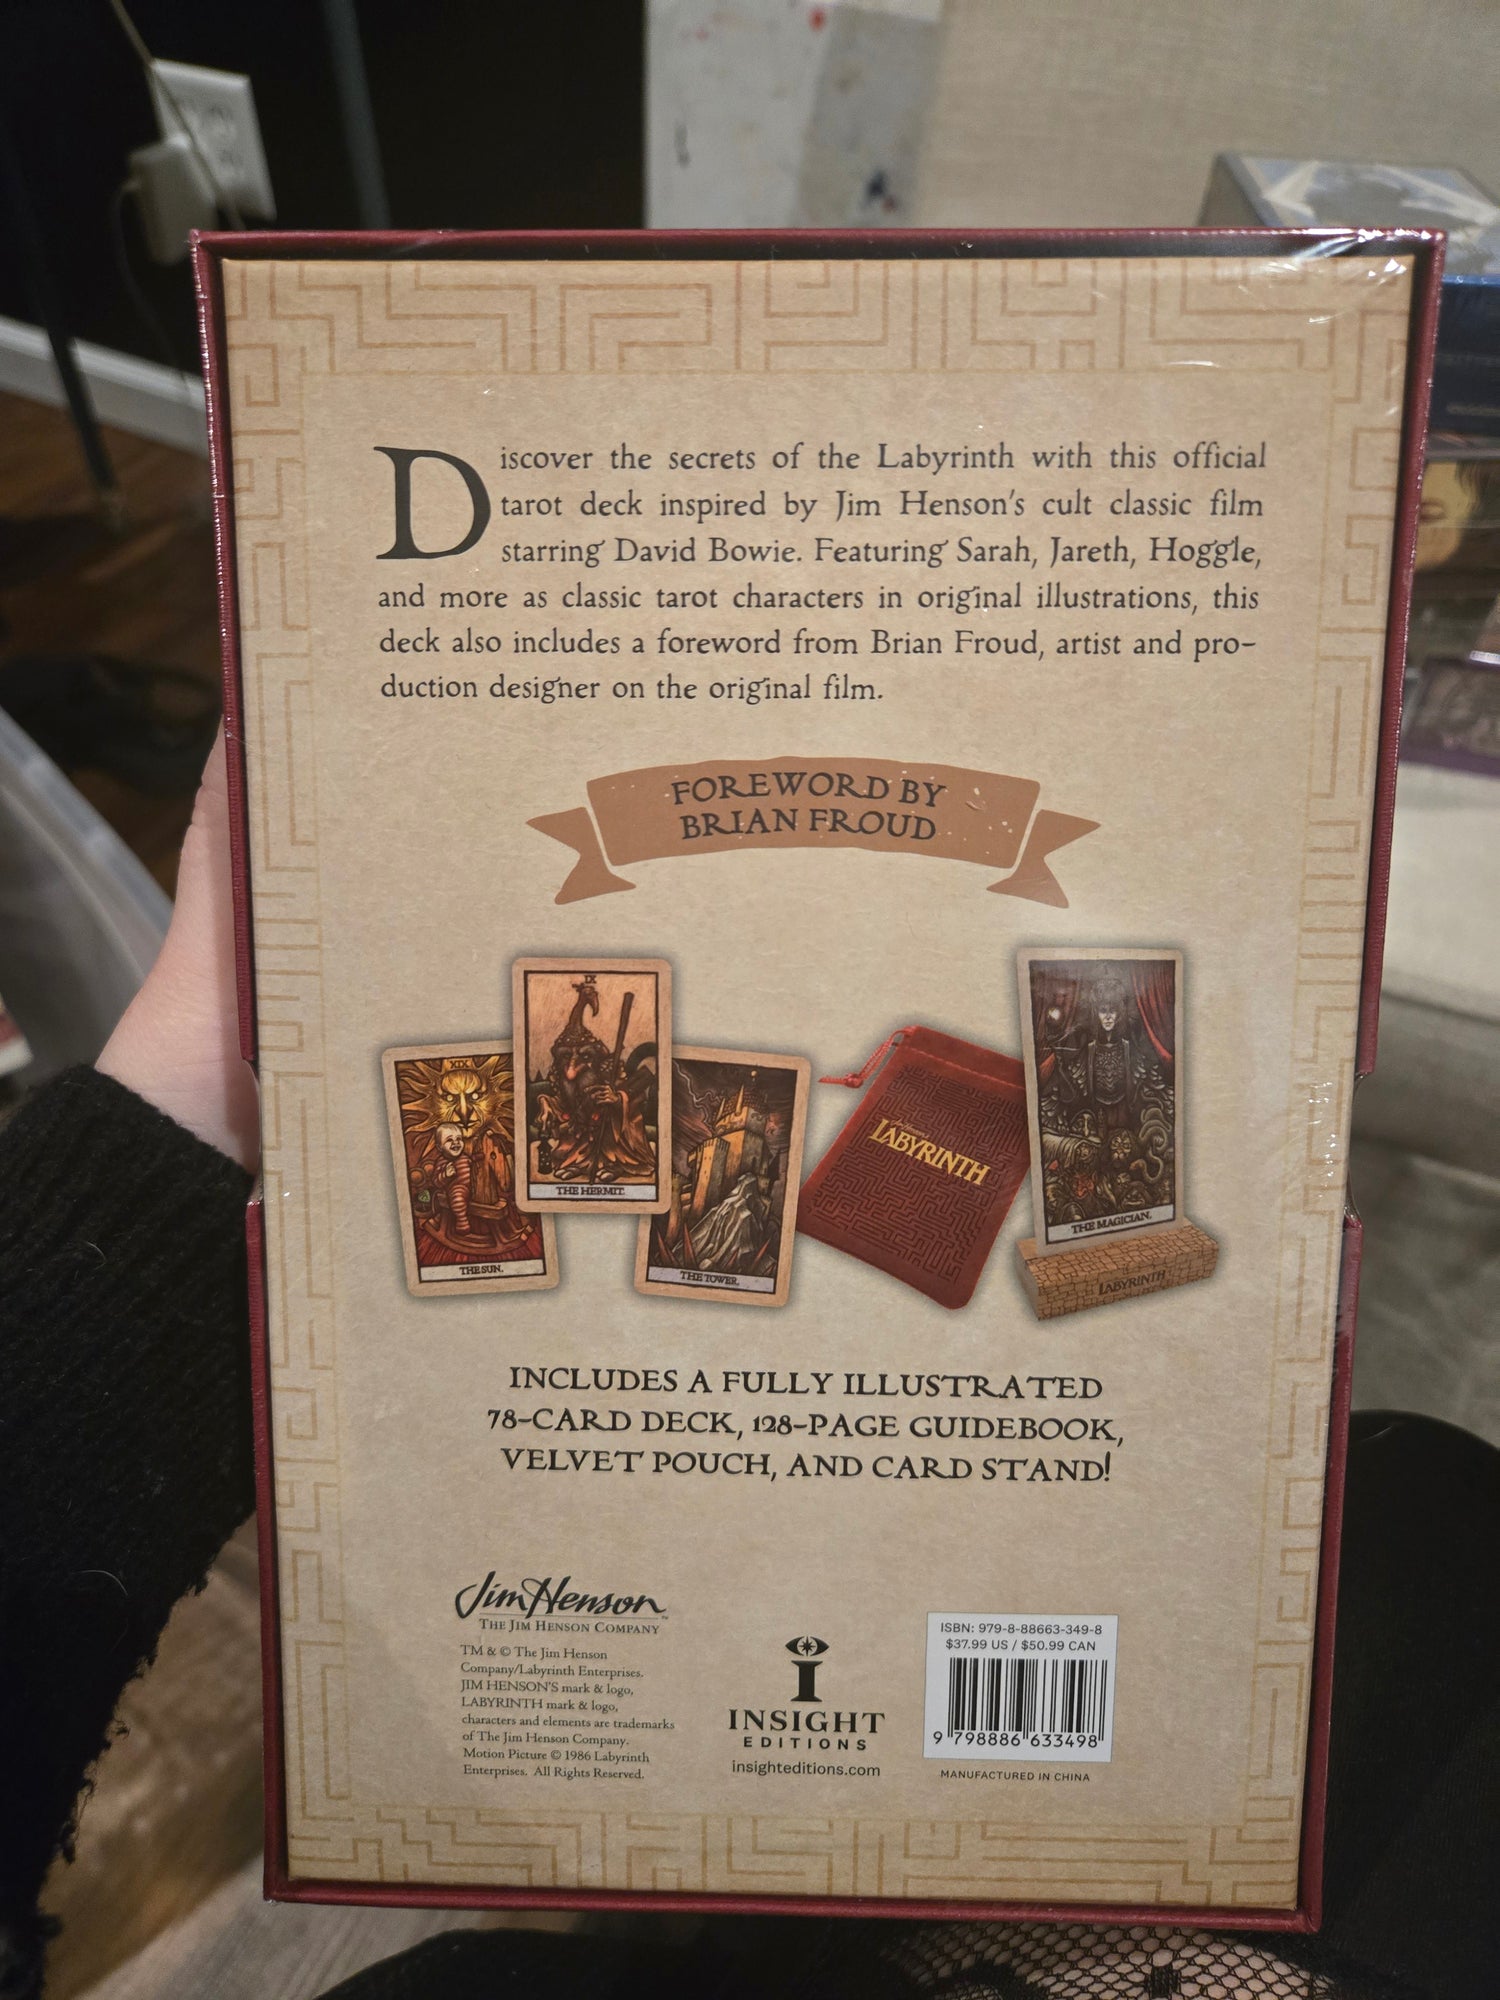 Discover the secrets of the Labyrinth with this official
tarot deck inspired by Jim Henson's cult classic film
starring David Bowie. Featuring Sarah, Jareth, Hoggle,
and more as classic tarot characters in original illustrations, this
deck also includes a foreword from Brian Froud, artist and pro-
duction designer on the original film.
FOREWORD BY
BRIAN FROUD
XIX
THE SUN.
IX
THE HERMIT.
THE TOWER.
LABYRINTH
THE MAGICIAN.
LABYRINTH
INCLUDES A FULLY ILLUSTRATED
78-CARD DECK, 128-PAGE GUIDEBOOK,
VELVET POUCH, AND CARD STAND!
Jim Henson
THE JIM HENSON COMPANY
TM & © The Jim Henson
Company/Labyrinth Enterprises.
JIM HENSON'S mark & logo,
LABYRINTH mark & logo,
characters and elements are trademarks
of The Jim Henson Company.
Motion Picture © 1986 Labyrinth
Enterprises. All Rights Reserved.
INSIGHT
EDITIONS
insighteditions.com
ISBN: 979-8-88663-349-8
$37.99 US / $50.99 CAN
9 798886 633498
MANUFACTURED IN CHINA